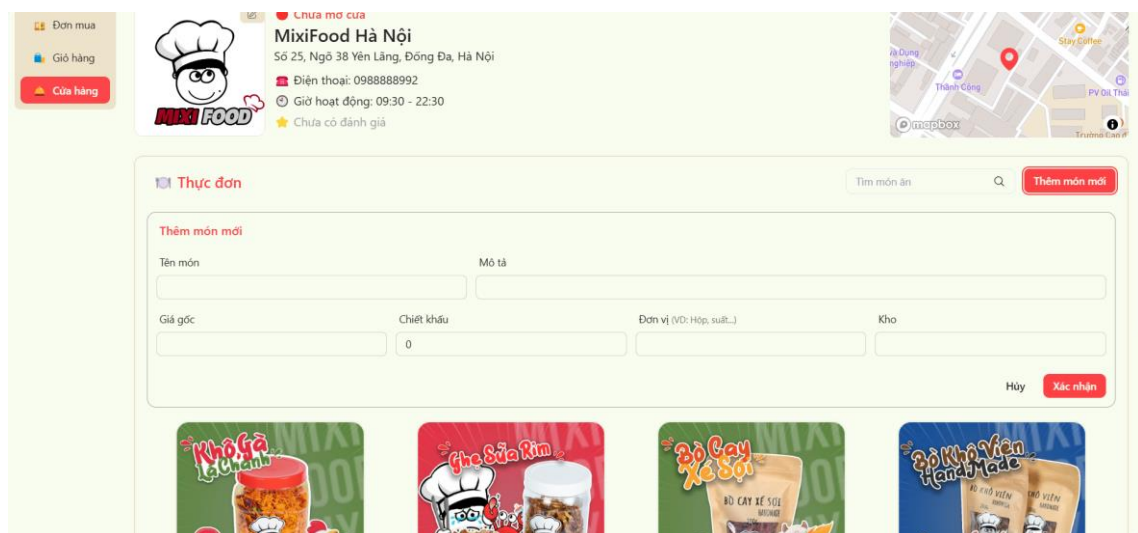 Đơn mua
Giỏ hàng
Cửa hàng
Chưa mở cửa
MixiFood Hà Nội
Số 25, Ngõ 38 Yên Lãng, Đống Đa, Hà Nội
Điện thoại: 0988888992
Giờ hoạt động: 09:30 - 22:30
Chưa có đánh giá
MIXI FOOD
Stay Coffee
Thành Công
PV Oil Thái
mapbox
Thực đơn
Tìm món ăn
Thêm món mới
Thêm món mới
Tên món
Mô tả
Giá gốc
Chiết khấu
Đơn vị (VD: Hộp, suất...)
Kho
0
Hủy
Xác nhận
Khô Gà
Lá Chanh
Ghẹ Sữa Rim
Bò Cay
Xé Sợi
BÒ CAY XÉ SỢI
Bò Khô Viên
HandMade
BÒ KHÔ VIÊN